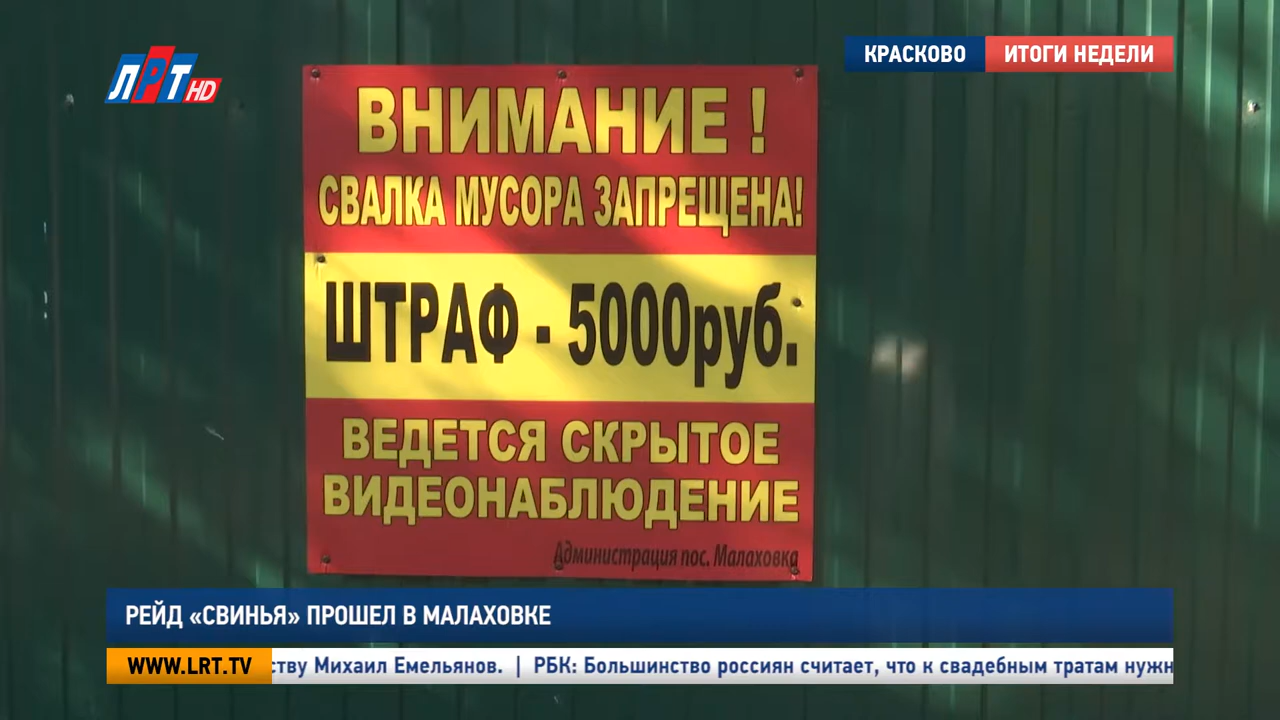 ЛРТ HD
КРАСКОВО
ИТОГИ НЕДЕЛИ
ВНИМАНИЕ !
СВАЛКА МУСОРА ЗАПРЕЩЕНА!
ШТРАФ - 5000руб.
ВЕДЕТСЯ СКРЫТОЕ
ВИДЕОНАБЛЮДЕНИЕ
Администрация пос. Малаховка
РЕЙД «СВИНЬЯ» ПРОШЕЛ В МАЛАХОВКЕ
WWW.LRT.TV
ству Михаил Емельянов. | РБК: Большинство россиян считает, что к свадебным тратам нужн